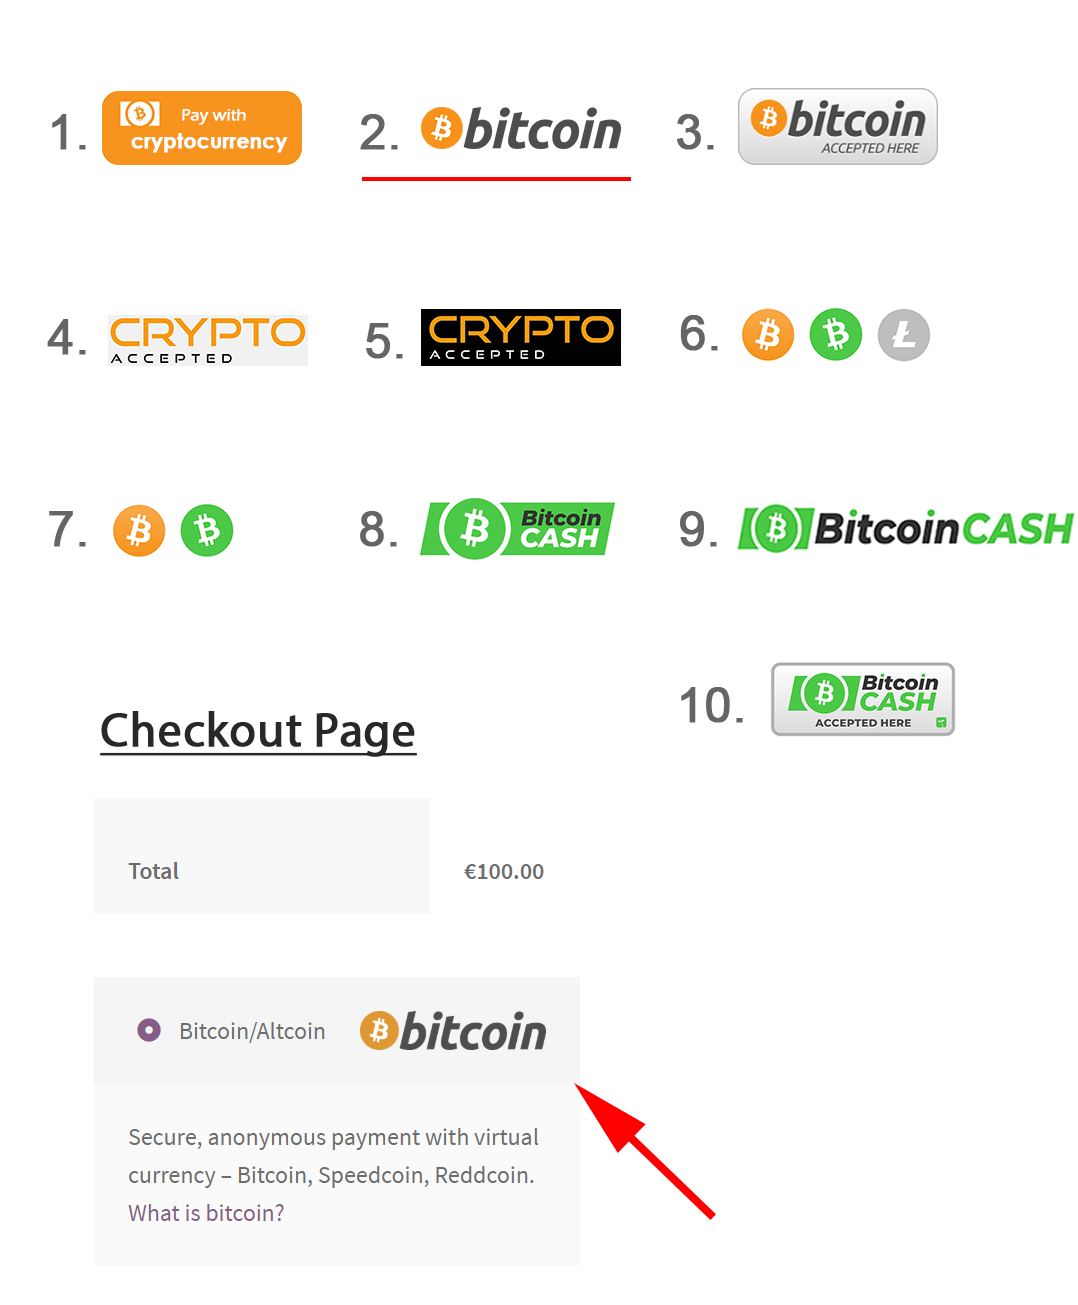 1. Pay with
cryptocurrency
2. bitcoin
3. bitcoin
ACCEPTED HERE
4. CRYPTO
ACCEPTED
5. CRYPTO
ACCEPTED
6.
7.
8. Bitcoin
CASH
9. BitcoinCASH
10. Bitcoin
CASH
ACCEPTED HERE
Checkout Page
Total €100.00
Bitcoin/Altcoin bitcoin
Secure, anonymous payment with virtual
currency – Bitcoin, Speedcoin, Reddcoin.
What is bitcoin?